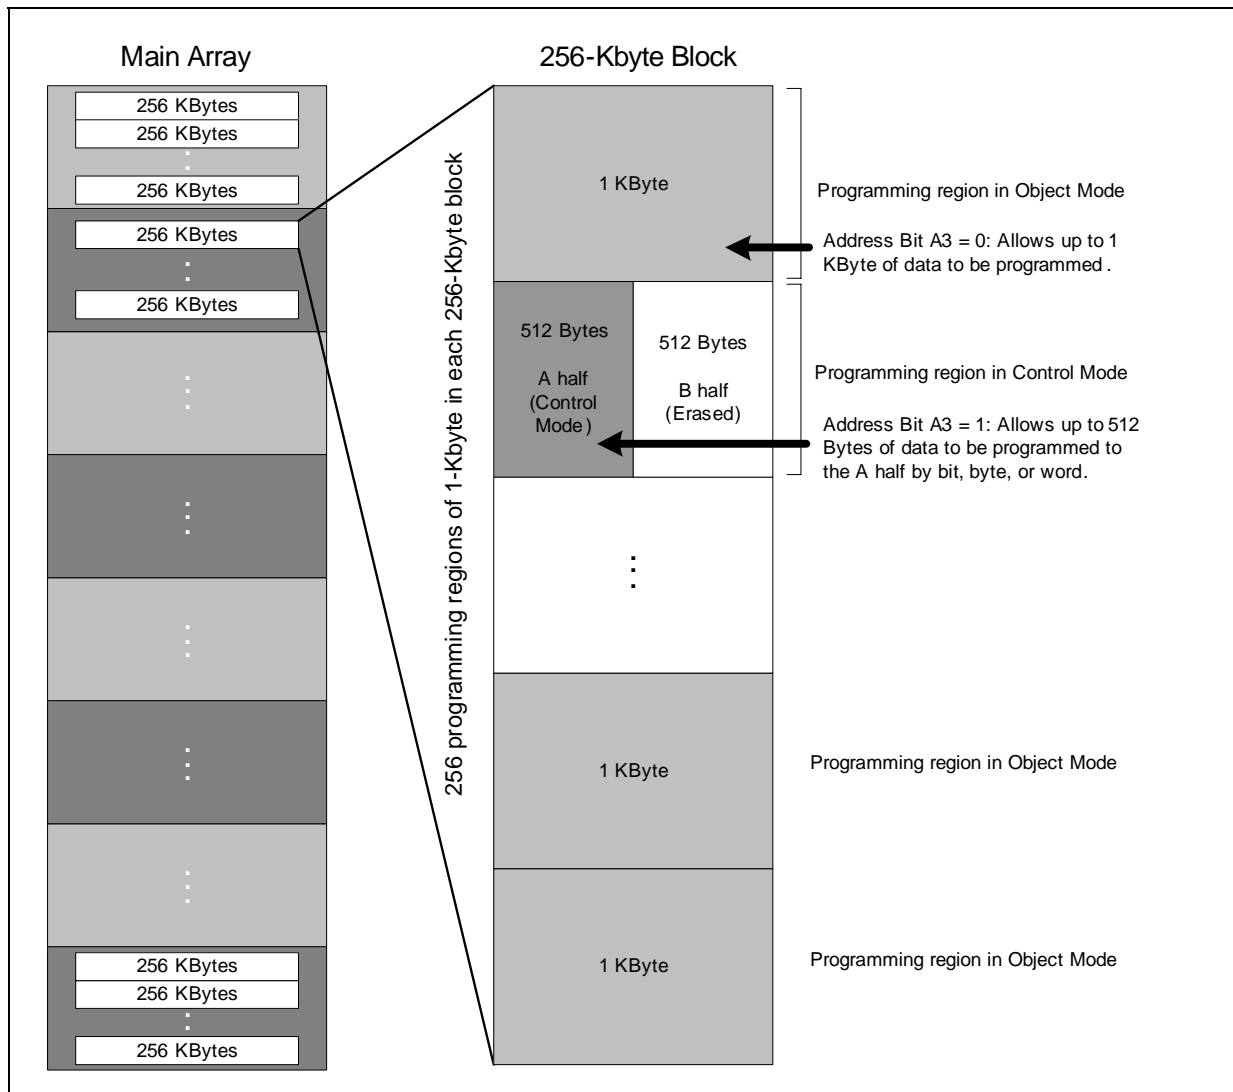 Main Array
256 KBytes
256 KBytes
256 KBytes
256 KBytes
256 KBytes
256 KBytes
256 KBytes
256 KBytes
256-Kbyte Block
256 programming regions of 1-Kbyte in each 256-Kbyte block
1 KByte
512 Bytes
A half
(Control
Mode)
512 Bytes
B half
(Erased)
1 KByte
1 KByte
Programming region in Object Mode
Address Bit A3 = 0: Allows up to 1
KByte of data to be programmed .
Programming region in Control Mode
Address Bit A3 = 1: Allows up to 512
Bytes of data to be programmed to
the A half by bit, byte, or word.
Programming region in Object Mode
Programming region in Object Mode